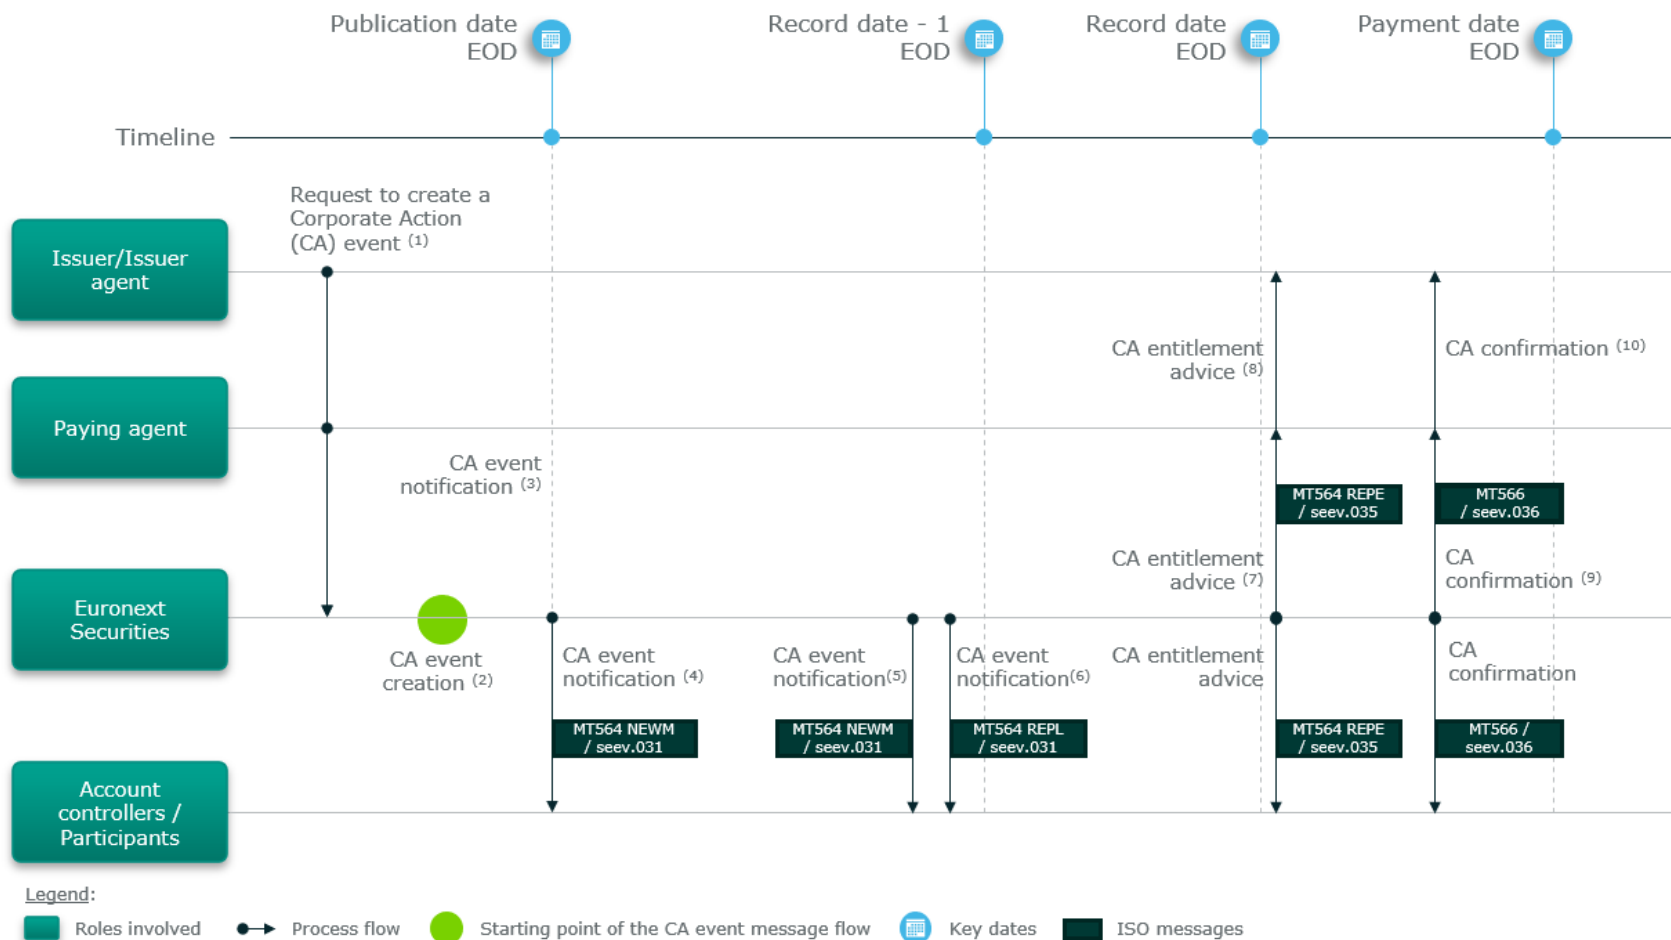 Publication date
EOD
Record date - 1
EOD
Record date
EOD
Payment date
EOD
Timeline
Request to create a
Corporate Action
(CA) event (1)
Issuer/Issuer
agent
CA entitlement
advice (8)
CA confirmation (10)
Paying agent
CA event
notification (3)
MT564 REPE
/ seev.035
MT566
/ seev.036
CA entitlement
advice (7)
CA
confirmation (9)
Euronext
Securities
CA event
creation (2)
CA event
notification (4)
CA event
notification(5)
CA event
notification(6)
CA entitlement
advice
CA
confirmation
MT564 NEWM
/ seev.031
MT564 NEWM
/ seev.031
MT564 REPL
/ seev.031
MT564 REPE
/ seev.035
MT566 /
seev.036
Account
controllers /
Participants
Legend:
Roles involved
Process flow
Starting point of the CA event message flow
Key dates
ISO messages